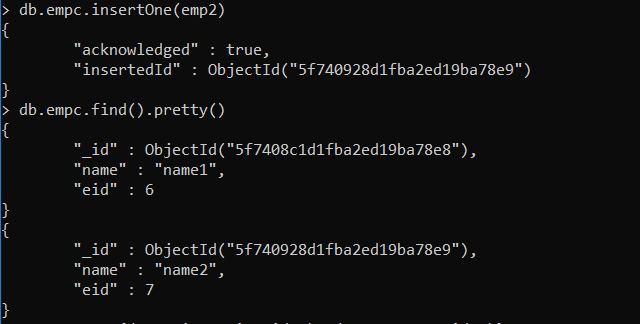 > db.empc.insertOne(emp2)
{
        "acknowledged" : true,
        "insertedId" : ObjectId("5f740928d1fba2ed19ba78e9")
}
> db.empc.find().pretty()
{
        "_id" : ObjectId("5f7408c1d1fba2ed19ba78e8"),
        "name" : "name1",
        "eid" : 6
}
{
        "_id" : ObjectId("5f740928d1fba2ed19ba78e9"),
        "name" : "name2",
        "eid" : 7
}